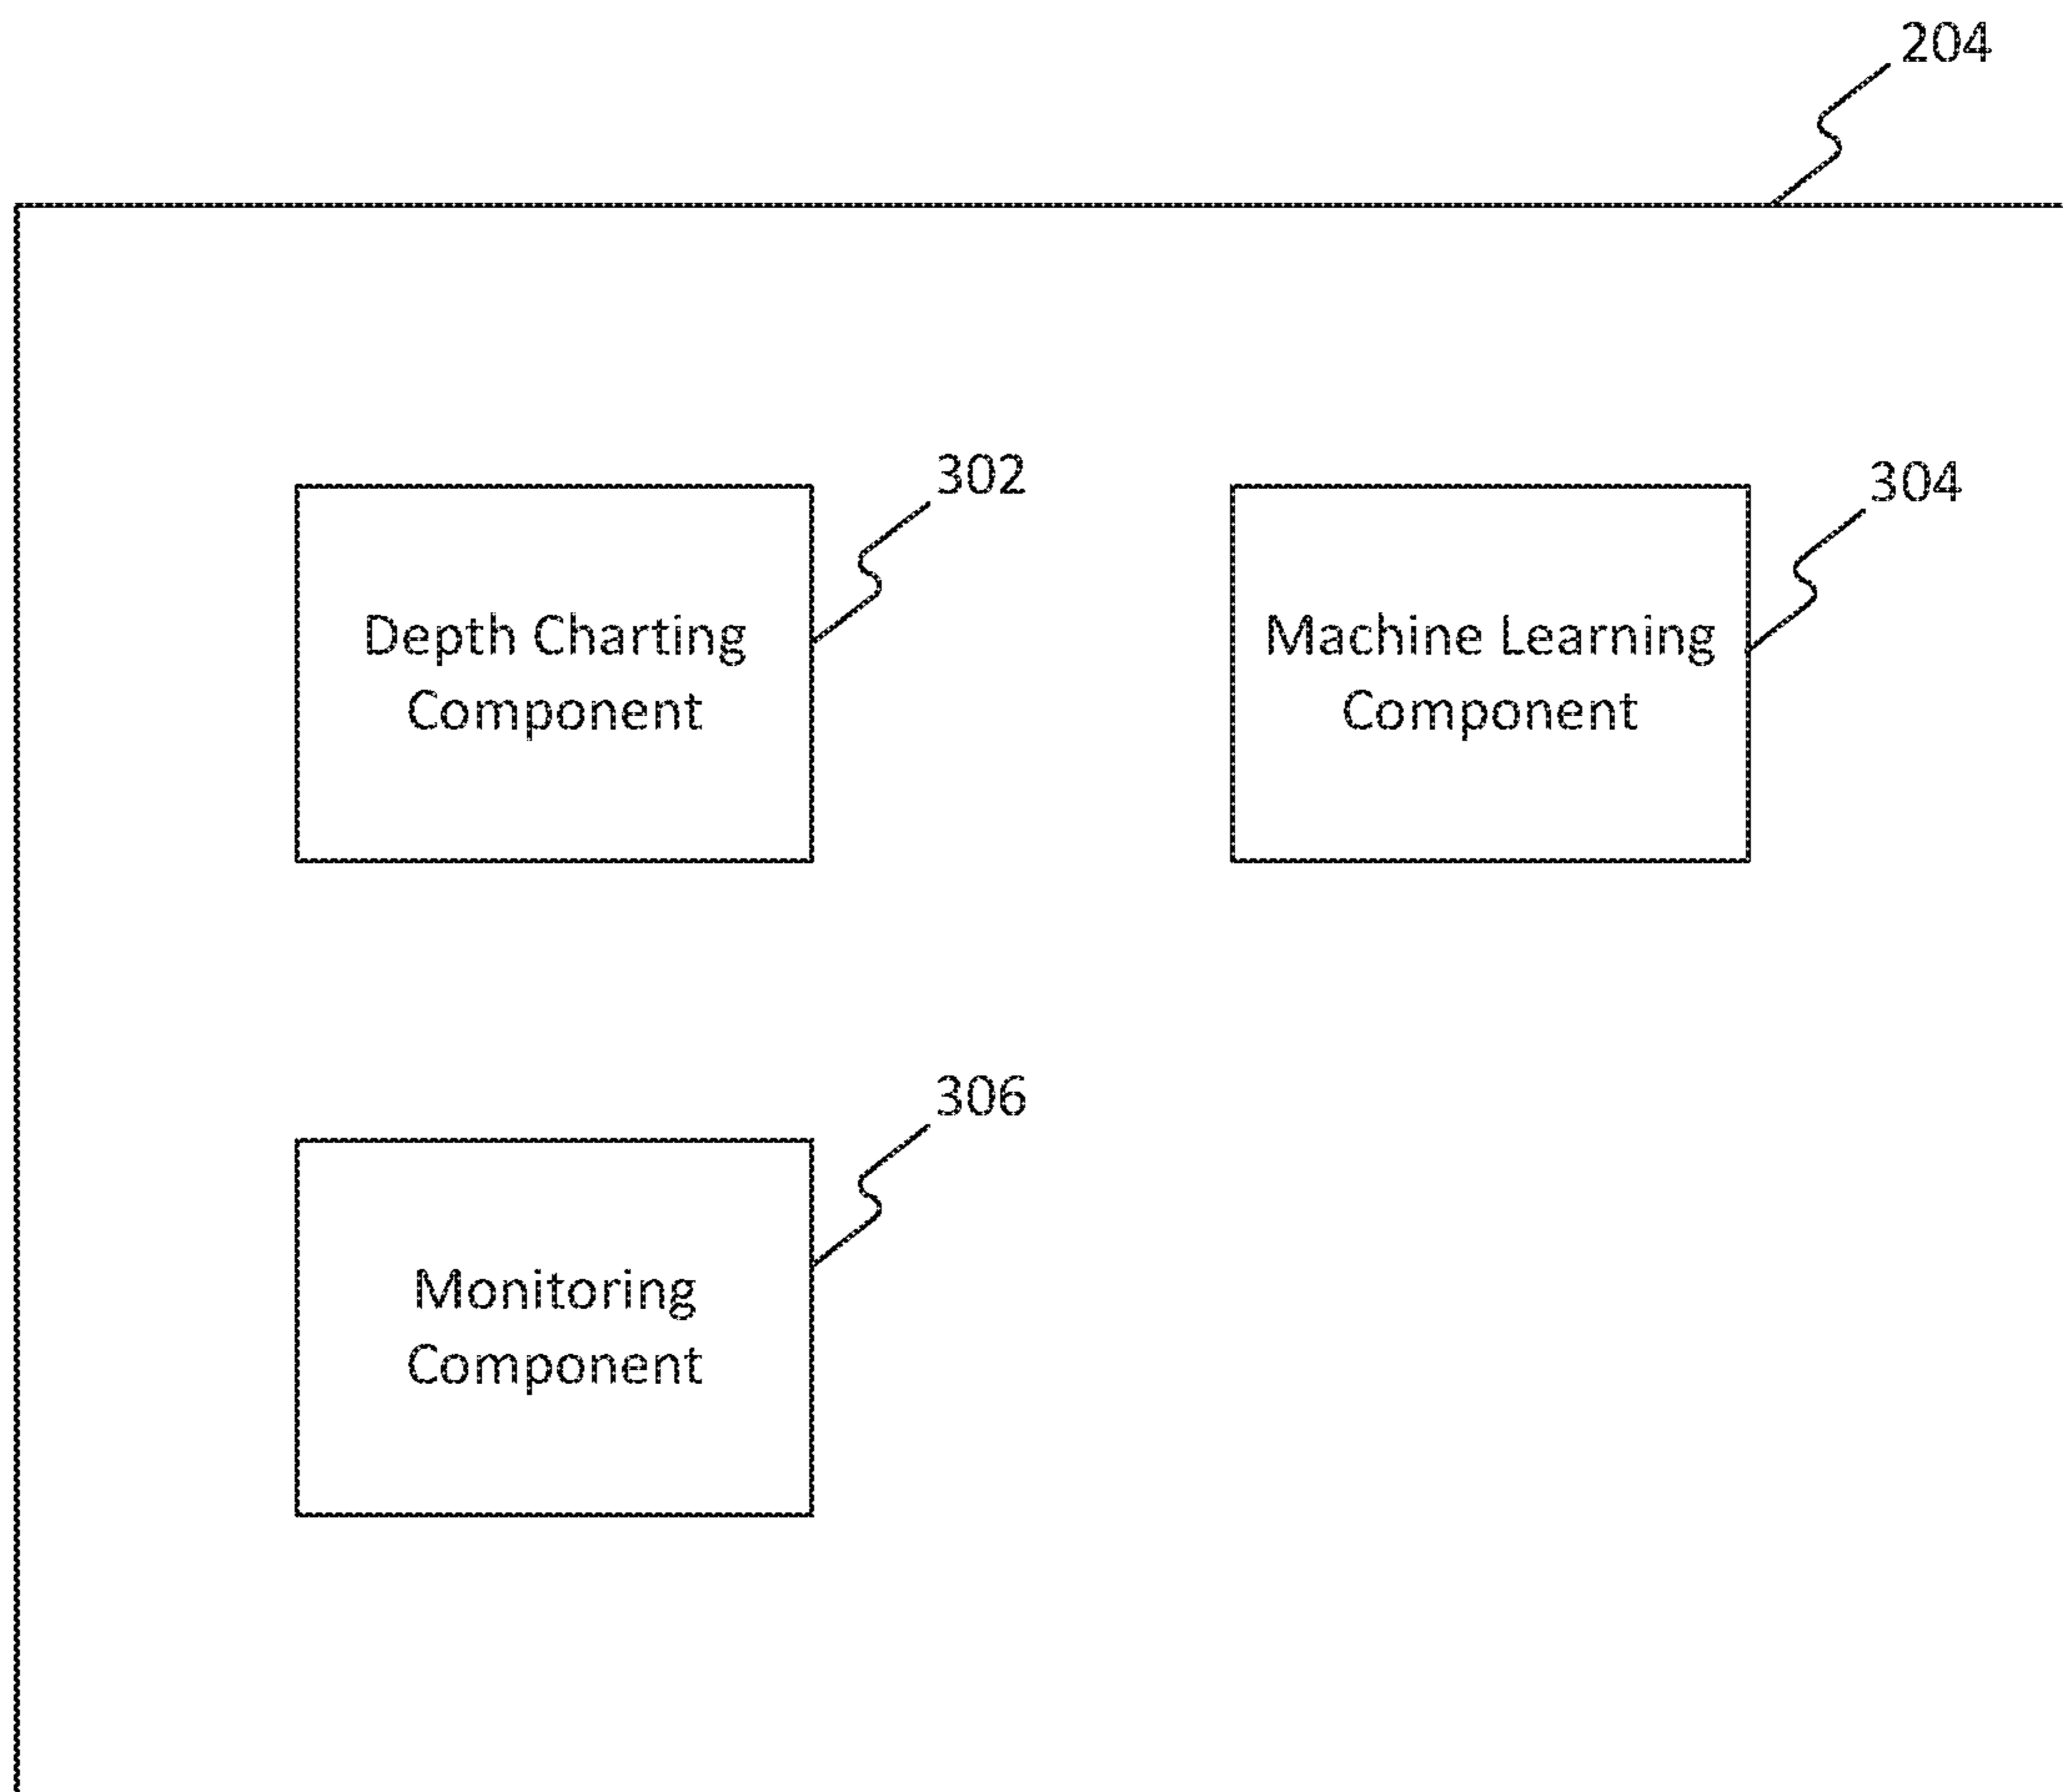 204
302
Depth Charting
Component
304
Machine Learning
Component
306
Monitoring
Component